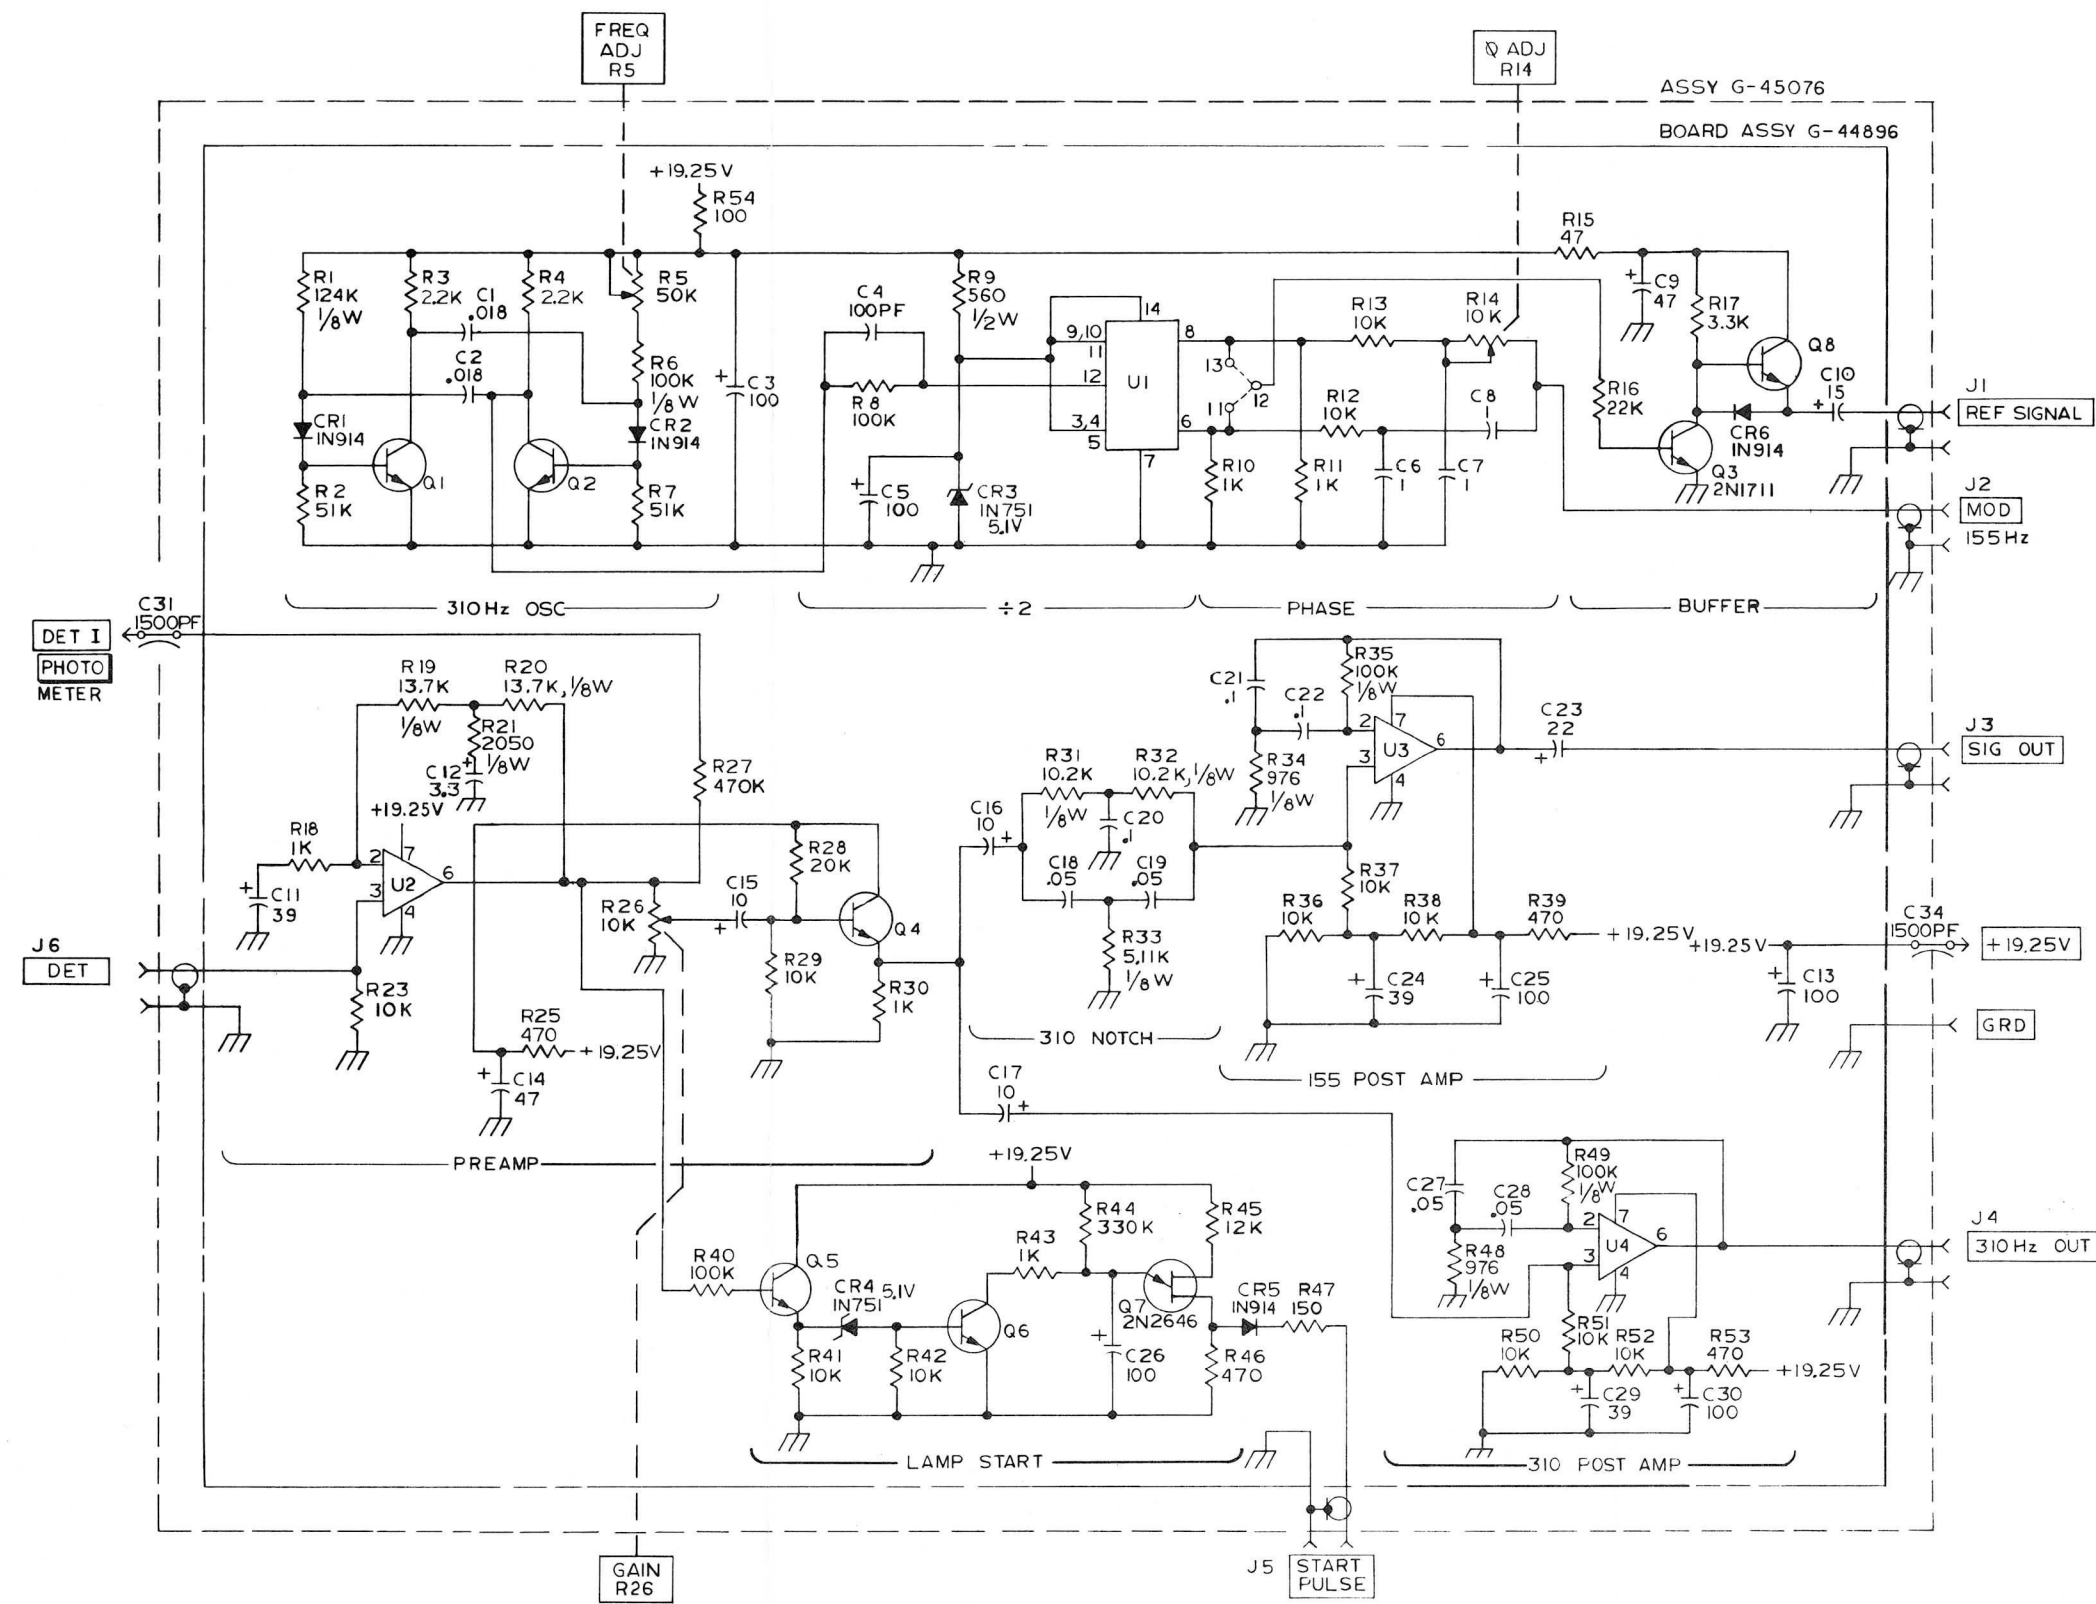 FREQ
ADJ
R5
Q ADJ
R14
ASSY G-45076
BOARD ASSY G-44896
+19.25V
R54
100
R1
124K
1/8W
R3
2.2K
C1
.018
R4
2.2K
R5
50K
C2
.018
R6
100K
1/8W
C3
100
CR1
IN914
CR2
IN914
R2
51K
Q1
Q2
R7
51K
C4
100PF
R8
100K
R9
560
1/2W
C5
100
CR3
IN751
5.1V
9,10
11
12
3,4
5
14
U1
8
6
7
13
11
12
R10
1K
R11
1K
R13
10K
R14
10K
R12
10K
C8
1
C6
1
C7
1
R15
47
C9
47
R17
3.3K
R16
22K
Q8
C10
15
CR6
IN914
Q3
2N1711
J1
REF SIGNAL
J2
MOD
155Hz
310Hz OSC
÷2
PHASE
BUFFER
C31
1500PF
DET I
PHOTO
METER
R19
13.7K
1/8W
R20
13.7K, 1/8W
R21
2050
1/8W
C12
3.3
+19.25V
R18
1K
C11
39
2
3
7
U2
6
4
J6
DET
R23
10K
R25
470
+19.25V
C14
47
R27
470K
R28
20K
R26
10K
C15
10
Q4
R29
10K
R30
1K
C16
10
R31
10.2K
1/8W
R32
10.2K, 1/8W
C20
.1
C18
.05
C19
.05
R33
5.11K
1/8W
310 NOTCH
C21
.1
C22
.1
R35
100K
1/8W
R34
976
1/8W
2
3
7
U3
6
4
C23
22
J3
SIG OUT
R37
10K
R36
10K
R38
10K
R39
470
+19.25V
C24
39
C25
100
+19.25V
C34
1500PF
+19.25V
C13
100
GRD
155 POST AMP
C17
10
PREAMP
+19.25V
R44
330K
R45
12K
R43
1K
R40
100K
Q5
CR4 5.1V
IN751
Q6
Q7
2N2646
CR5
IN914
R47
150
R41
10K
R42
10K
C26
100
R46
470
LAMP START
C27
.05
C28
.05
R49
100K
1/8W
R48
976
1/8W
2
3
7
U4
6
4
J4
310Hz OUT
R51
10K
R50
10K
R52
10K
R53
470
+19.25V
C29
39
C30
100
310 POST AMP
GAIN
R26
J5
START
PULSE